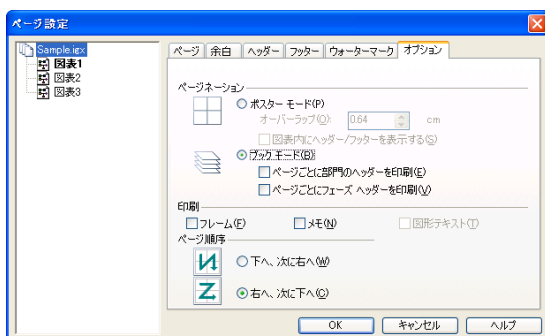 ページ設定
Sample.igx
図表1
図表2
図表3
ページ 余白 ヘッダー フッター ウォーターマーク オプション
ページネーション
ポスター モード(P)
オーバーラップ(O): 0.64 cm
図表内にヘッダー/フッターを表示する(S)
ブック モード(B):
ページごとに部門のヘッダーを印刷(E)
ページごとにフェーズ ヘッダーを印刷(V)
印刷
フレーム(F) メモ(N) 図形テキスト(T)
ページ順序
下へ、次に右へ(W)
右へ、次に下へ(C)
OK キャンセル ヘルプ